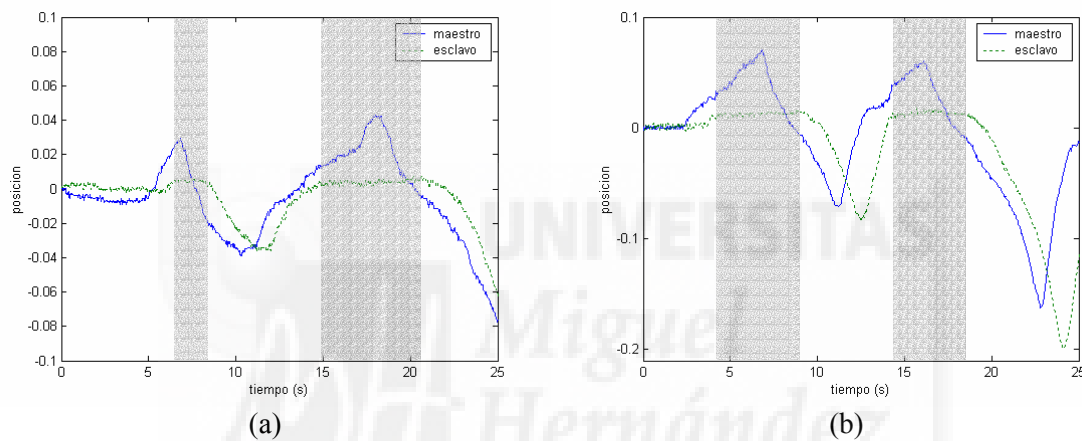 0.1
0.08
0.06
0.04
0.02
0
-0.02
-0.04
-0.06
-0.08
-0.1
posicion
0 5 10 15 20 25
tiempo (s)
maestro
esclavo
(a)
0.1
0
-0.1
-0.2
posicion
0 5 10 15 20 25
tiempo (s)
maestro
esclavo
(b)
UNIVERSITAS
Miguel
Hernández